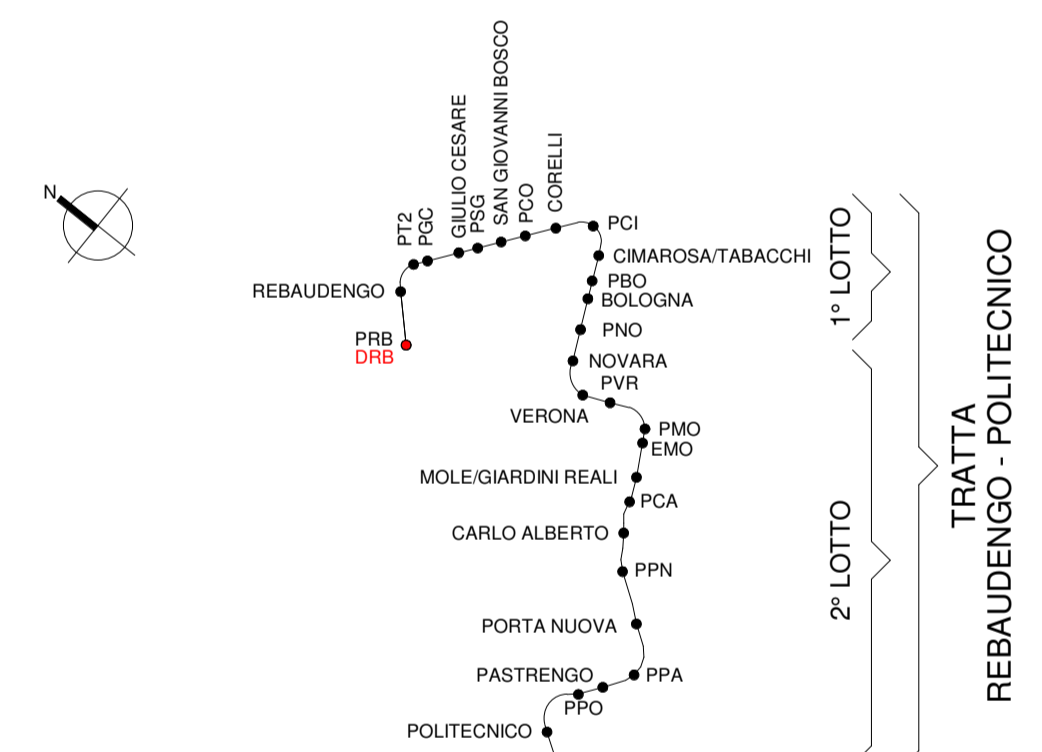 N
PT2
PGC
GIULIO CESARE
PSG
SAN GIOVANNI BOSCO
PCO
CORELLI
PCI
CIMAROSA/TABACCHI
REBAUDENGO
PBO
BOLOGNA
PRB
DRB
PNO
NOVARA
PVR
VERONA
PMO
EMO
MOLE/GIARDINI REALI
PCA
CARLO ALBERTO
PPN
PORTA NUOVA
PASTRENGO
PPA
PPO
POLITECNICO
1° LOTTO
2° LOTTO
TRATTA
REBAUDENGO - POLITECNICO